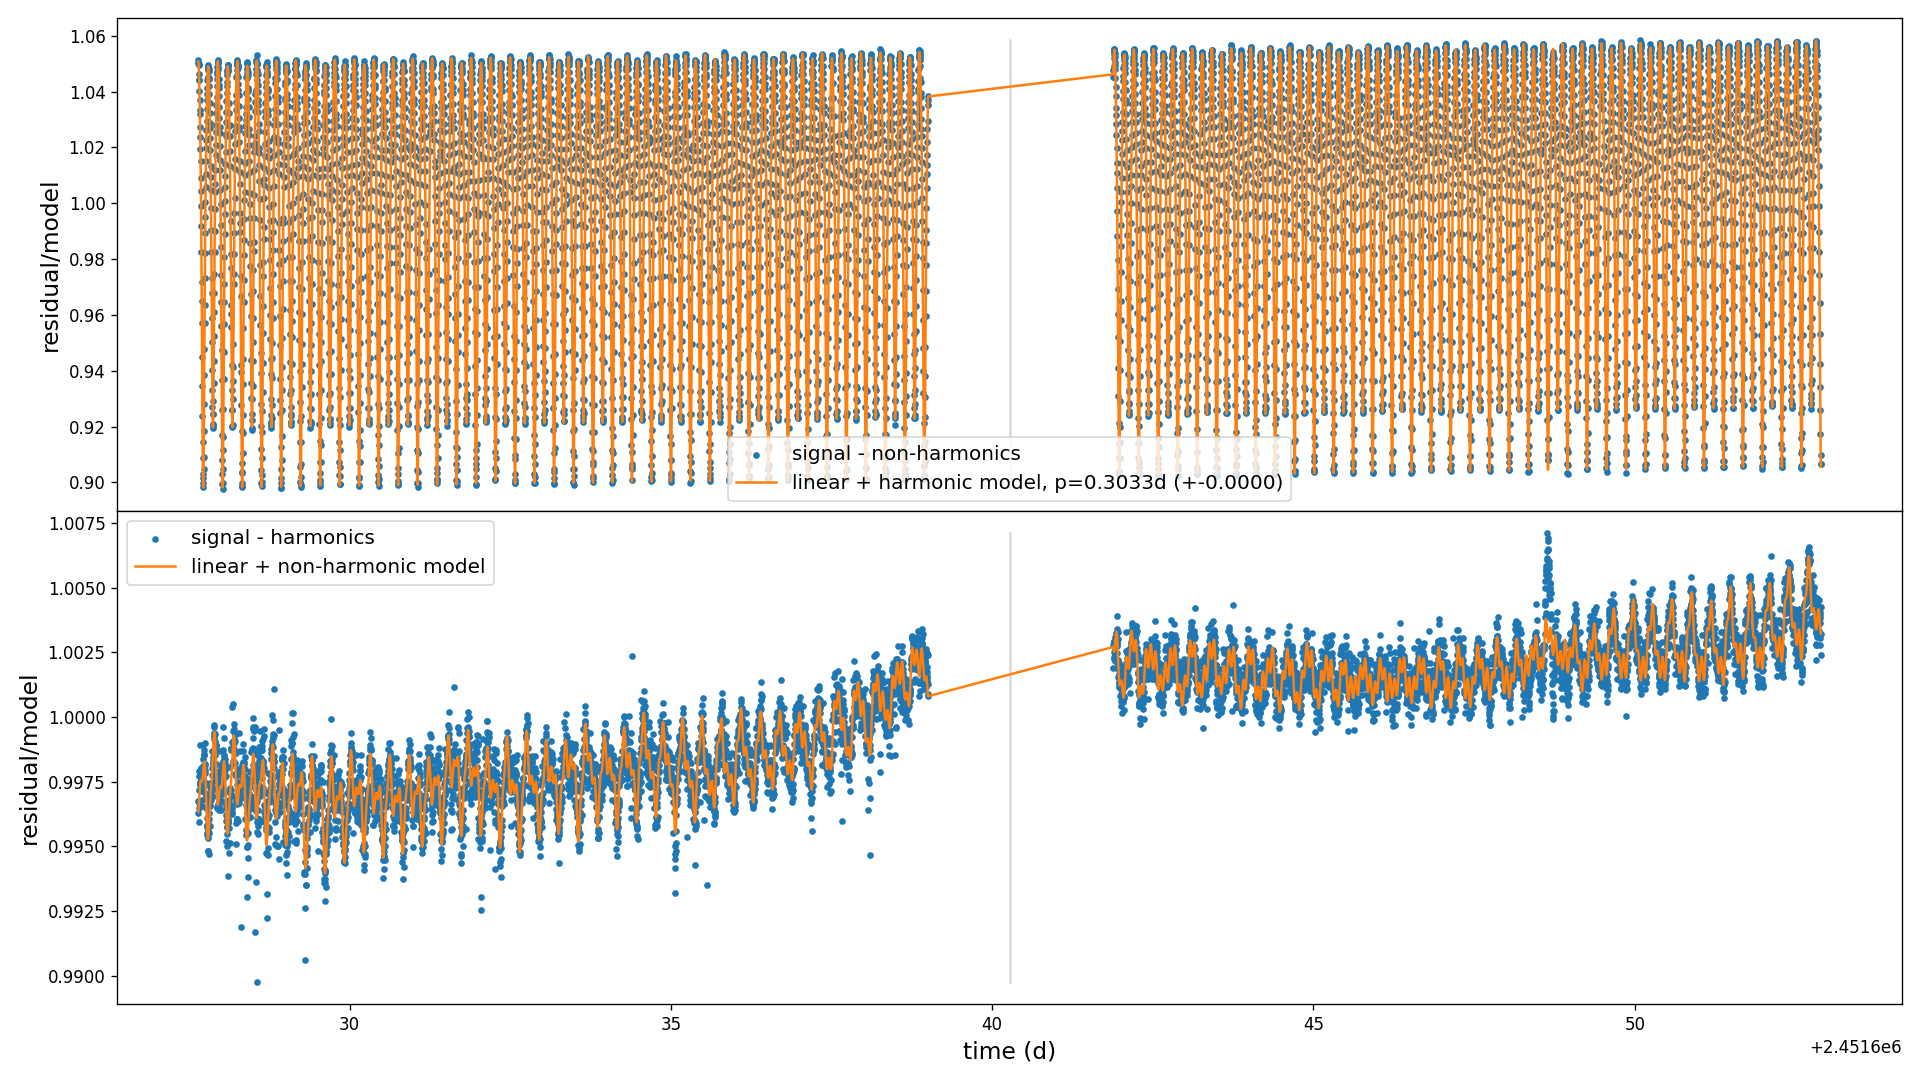 1.06
1.04
1.02
1.00
0.98
0.96
0.94
0.92
0.90
residual/model
signal - non-harmonics
linear + harmonic model, p=0.3033d (+-0.0000)
1.0075
1.0050
1.0025
1.0000
0.9975
0.9950
0.9925
0.9900
residual/model
signal - harmonics
linear + non-harmonic model
30
35
40
45
50
time (d)
+2.4516e6